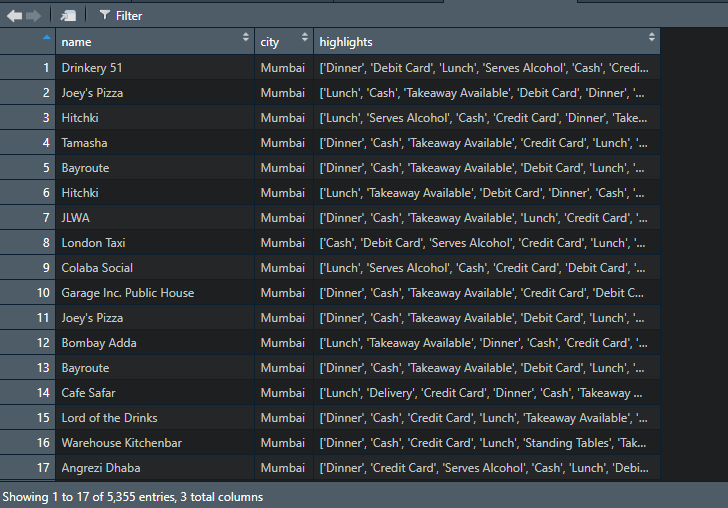 Filter
name city highlights
1 Drinkery 51 Mumbai ['Dinner', 'Debit Card', 'Lunch', 'Serves Alcohol', 'Cash', 'Credi...
2 Joey's Pizza Mumbai ['Lunch', 'Cash', 'Takeaway Available', 'Debit Card', 'Dinner', '...
3 Hitchki Mumbai ['Lunch', 'Serves Alcohol', 'Cash', 'Credit Card', 'Dinner', 'Take...
4 Tamasha Mumbai ['Dinner', 'Cash', 'Takeaway Available', 'Credit Card', 'Lunch', '...
5 Bayroute Mumbai ['Dinner', 'Cash', 'Takeaway Available', 'Debit Card', 'Lunch', '...
6 Hitchki Mumbai ['Lunch', 'Takeaway Available', 'Debit Card', 'Dinner', 'Cash', '...
7 JLWA Mumbai ['Dinner', 'Cash', 'Takeaway Available', 'Lunch', 'Credit Card', '...
8 London Taxi Mumbai ['Cash', 'Debit Card', 'Serves Alcohol', 'Credit Card', 'Lunch', '...
9 Colaba Social Mumbai ['Lunch', 'Serves Alcohol', 'Cash', 'Credit Card', 'Debit Card', '...
10 Garage Inc. Public House Mumbai ['Dinner', 'Cash', 'Takeaway Available', 'Credit Card', 'Debit C...
11 Joey's Pizza Mumbai ['Dinner', 'Cash', 'Takeaway Available', 'Debit Card', 'Lunch', '...
12 Bombay Adda Mumbai ['Lunch', 'Takeaway Available', 'Dinner', 'Cash', 'Credit Card', '...
13 Bayroute Mumbai ['Dinner', 'Cash', 'Takeaway Available', 'Debit Card', 'Lunch', '...
14 Cafe Safar Mumbai ['Lunch', 'Delivery', 'Credit Card', 'Dinner', 'Cash', 'Takeaway ...
15 Lord of the Drinks Mumbai ['Dinner', 'Cash', 'Credit Card', 'Lunch', 'Takeaway Available', '...
16 Warehouse Kitchenbar Mumbai ['Dinner', 'Cash', 'Credit Card', 'Lunch', 'Standing Tables', 'Tak...
17 Angrezi Dhaba Mumbai ['Dinner', 'Credit Card', 'Serves Alcohol', 'Cash', 'Lunch', 'Debi...
Showing 1 to 17 of 5,355 entries, 3 total columns